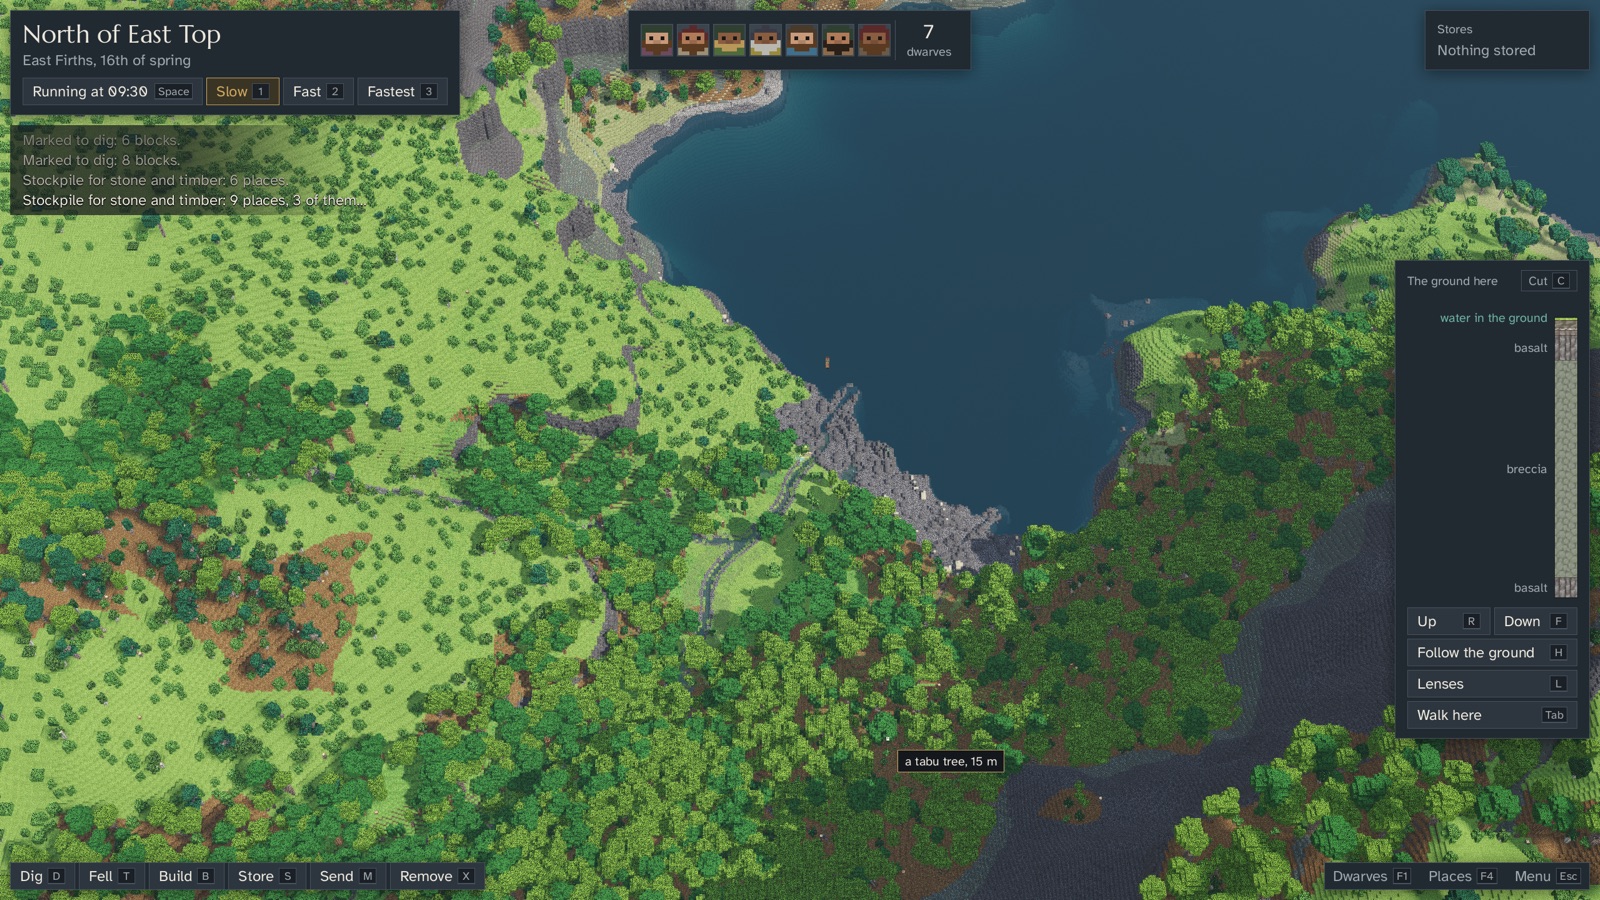 North of East Top
East Firths, 16th of spring
Running at 09:30 Space
Slow 1
Fast 2
Fastest 3
Marked to dig: 6 blocks.
Marked to dig: 8 blocks.
Stockpile for stone and timber: 6 places.
Stockpile for stone and timber: 9 places, 3 of them...
7
dwarves
Stores
Nothing stored
The ground here
Cut C
water in the ground
basalt
breccia
basalt
Up R
Down F
Follow the ground H
Lenses L
Walk here Tab
a tabu tree, 15 m
Dig D
Fell T
Build B
Store S
Send M
Remove X
Dwarves F1
Places F4
Menu Esc